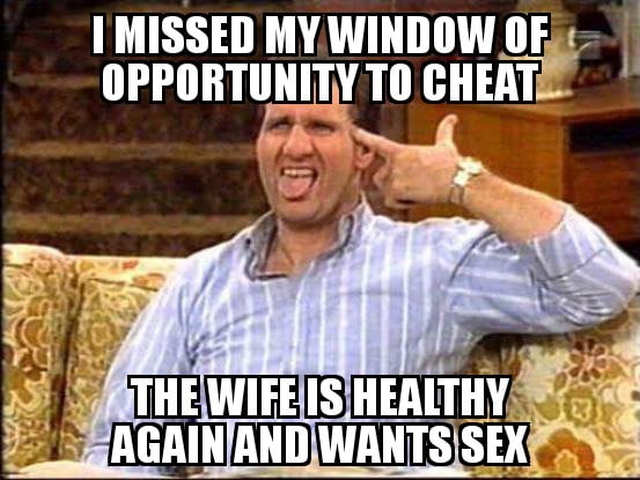 I MISSED MY WINDOW OF
OPPORTUNITY TO CHEAT
THE WIFE IS HEALTHY
AGAIN AND WANTS SEX